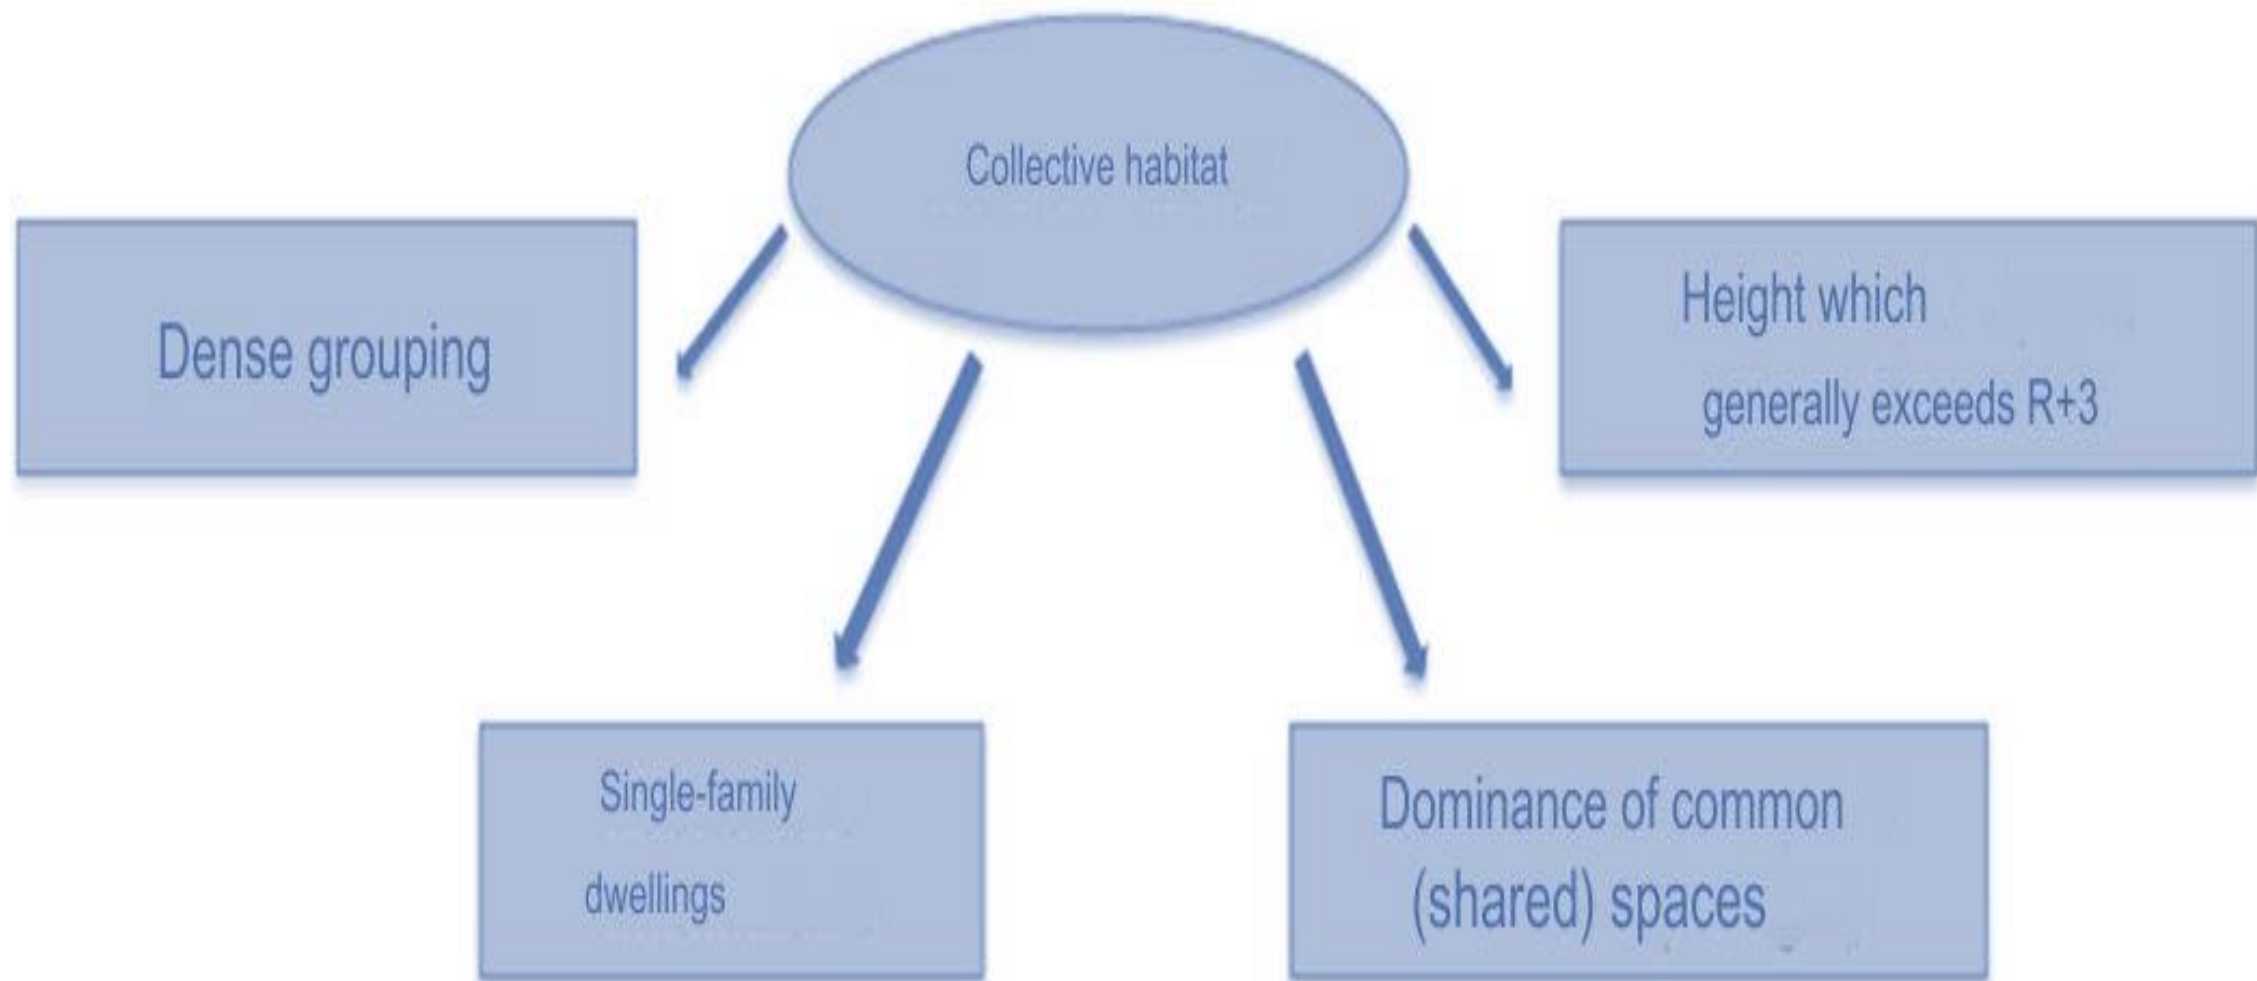 Collective habitat
Dense grouping
Height which
generally exceeds R+3
Single-family
dwellings
Dominance of common
(shared) spaces